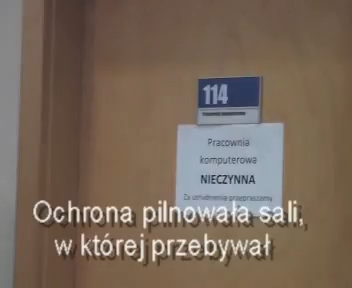 114
Pracownia
komputerowa
NIECZYNNA
Za utrudnienia przepraszamy
Ochrona pilnowała sali,
w której przebywał